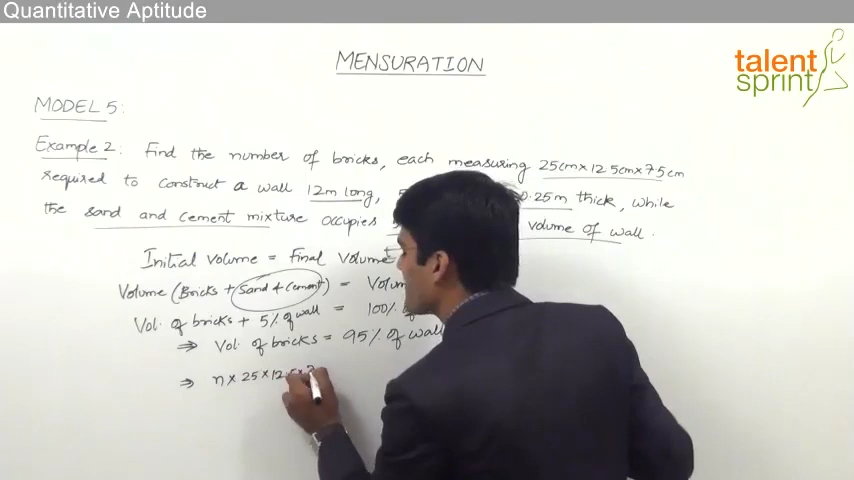 Quantitative Aptitude
MENSURATION
talent
sprint
MODEL 5:
Example 2: Find the number of bricks, each measuring 25cm×12.5cm×7.5cm
required to construct a wall 12m long, 0.25m thick, while
the sand and cement mixture occupies volume of wall.
Initial volume = Final volume
Volume (Bricks + Sand & Cement) =
Vol. of bricks + 5% of wall = 100%
⇒ Vol. of bricks = 95% of wall
⇒ n × 25 × 12.5 ×